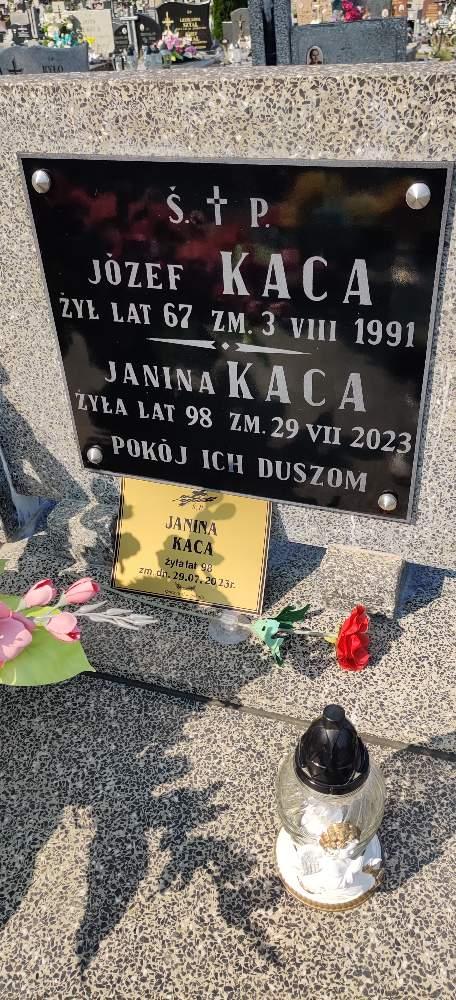 Ś. P.
JÓZEF KACA
ŻYŁ LAT 67 ZM. 3 VIII 1991
JANINA KACA
ŻYŁA LAT 98 ZM. 29 VII 2023
POKÓJ ICH DUSZOM
Ś.P.
JANINA
KACA
żyła lat 98
zm. dn. 29.07.2023r.